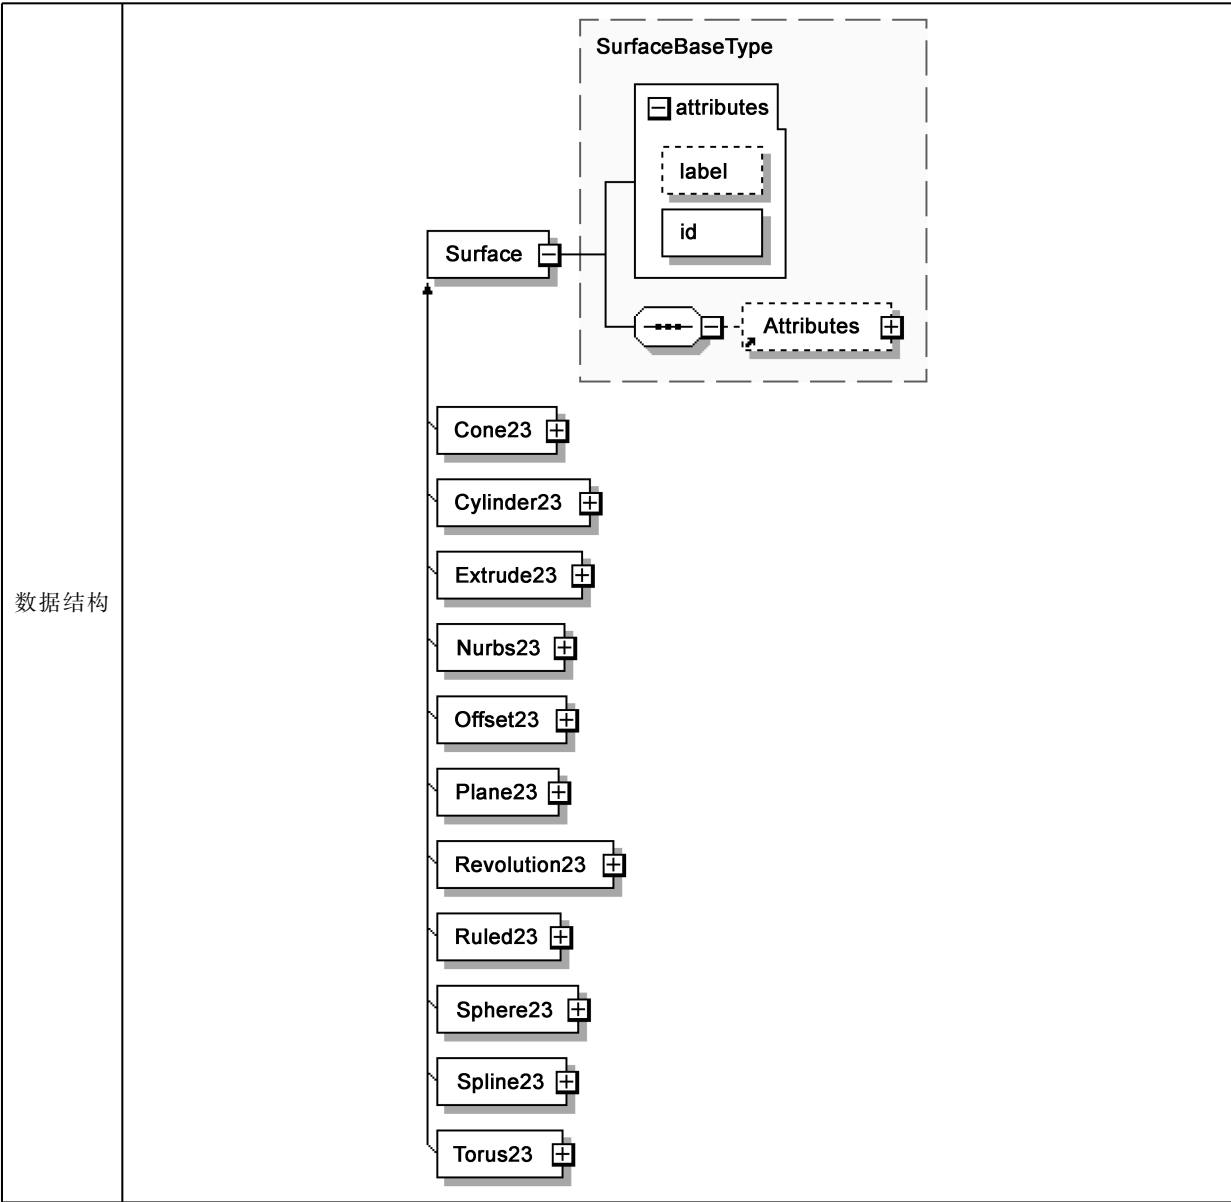 SurfaceBaseType
attributes
label
id
Surface
Attributes
Cone23
Cylinder23
Extrude23
数据结构
Nurbs23
Offset23
Plane23
Revolution23
Ruled23
Sphere23
Spline23
Torus23